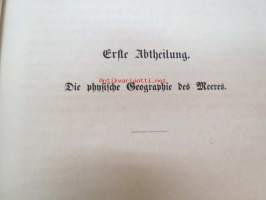 Erste Abtheilung.
Die physische Geographie des Meeres.